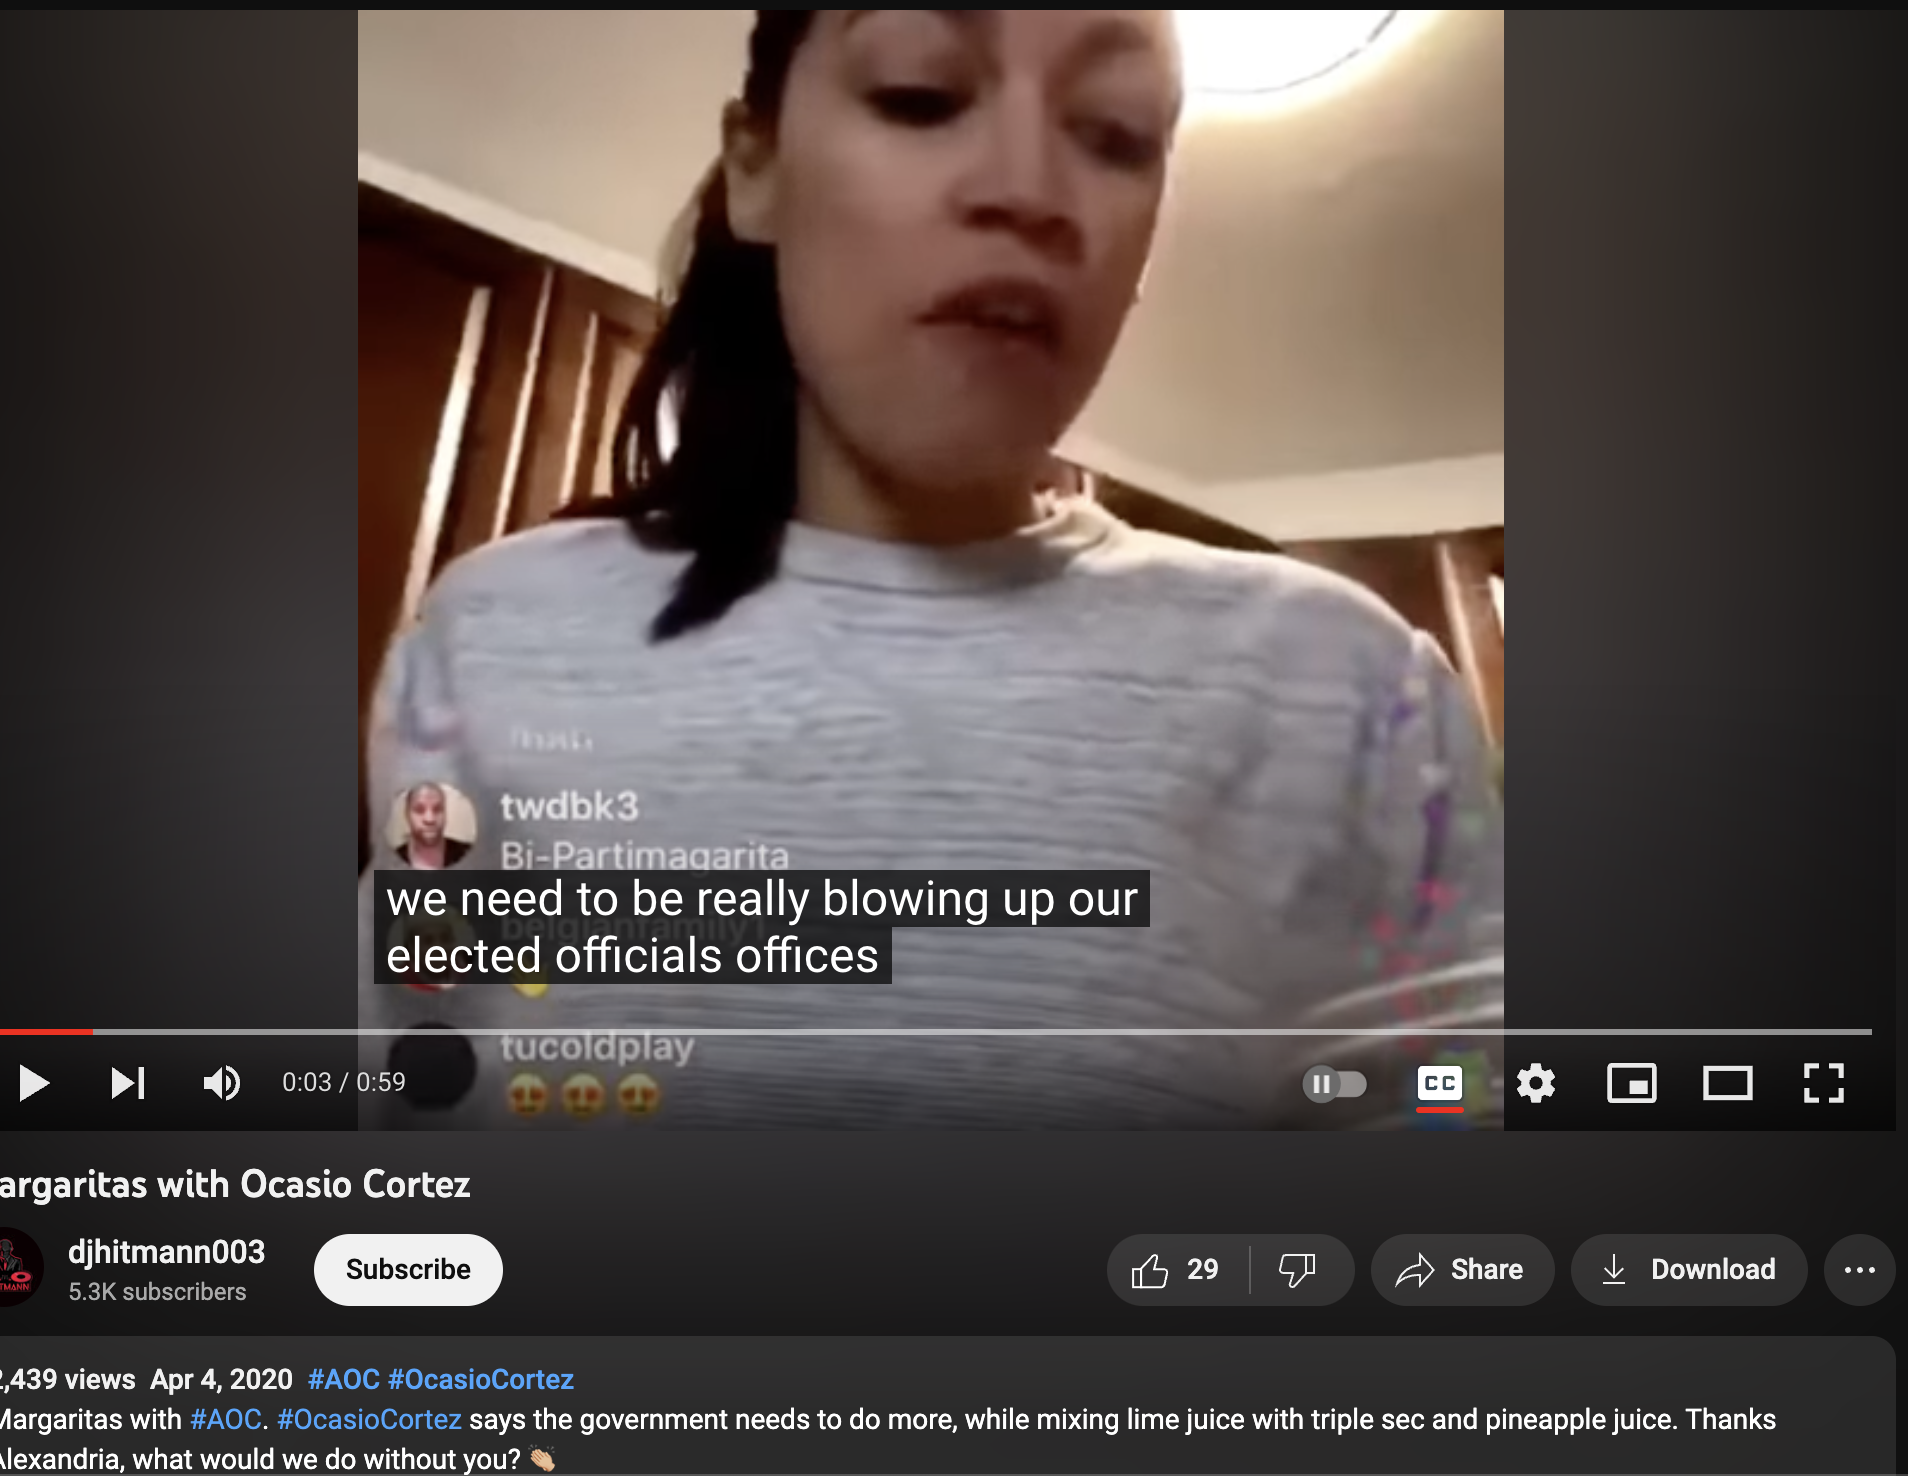 twdbk3
Bi-Partimagarita
we need to be really blowing up our
belgianfamily1
elected officials offices
tucoldplay
0:03 / 0:59
CC
argaritas with Ocasio Cortez
djhitmann003
5.3K subscribers
Subscribe
29
Share
Download
,439 views Apr 4, 2020 #AOC #OcasioCortez
Margaritas with #AOC. #OcasioCortez says the government needs to do more, while mixing lime juice with triple sec and pineapple juice. Thanks
Alexandria, what would we do without you? 👏🏼